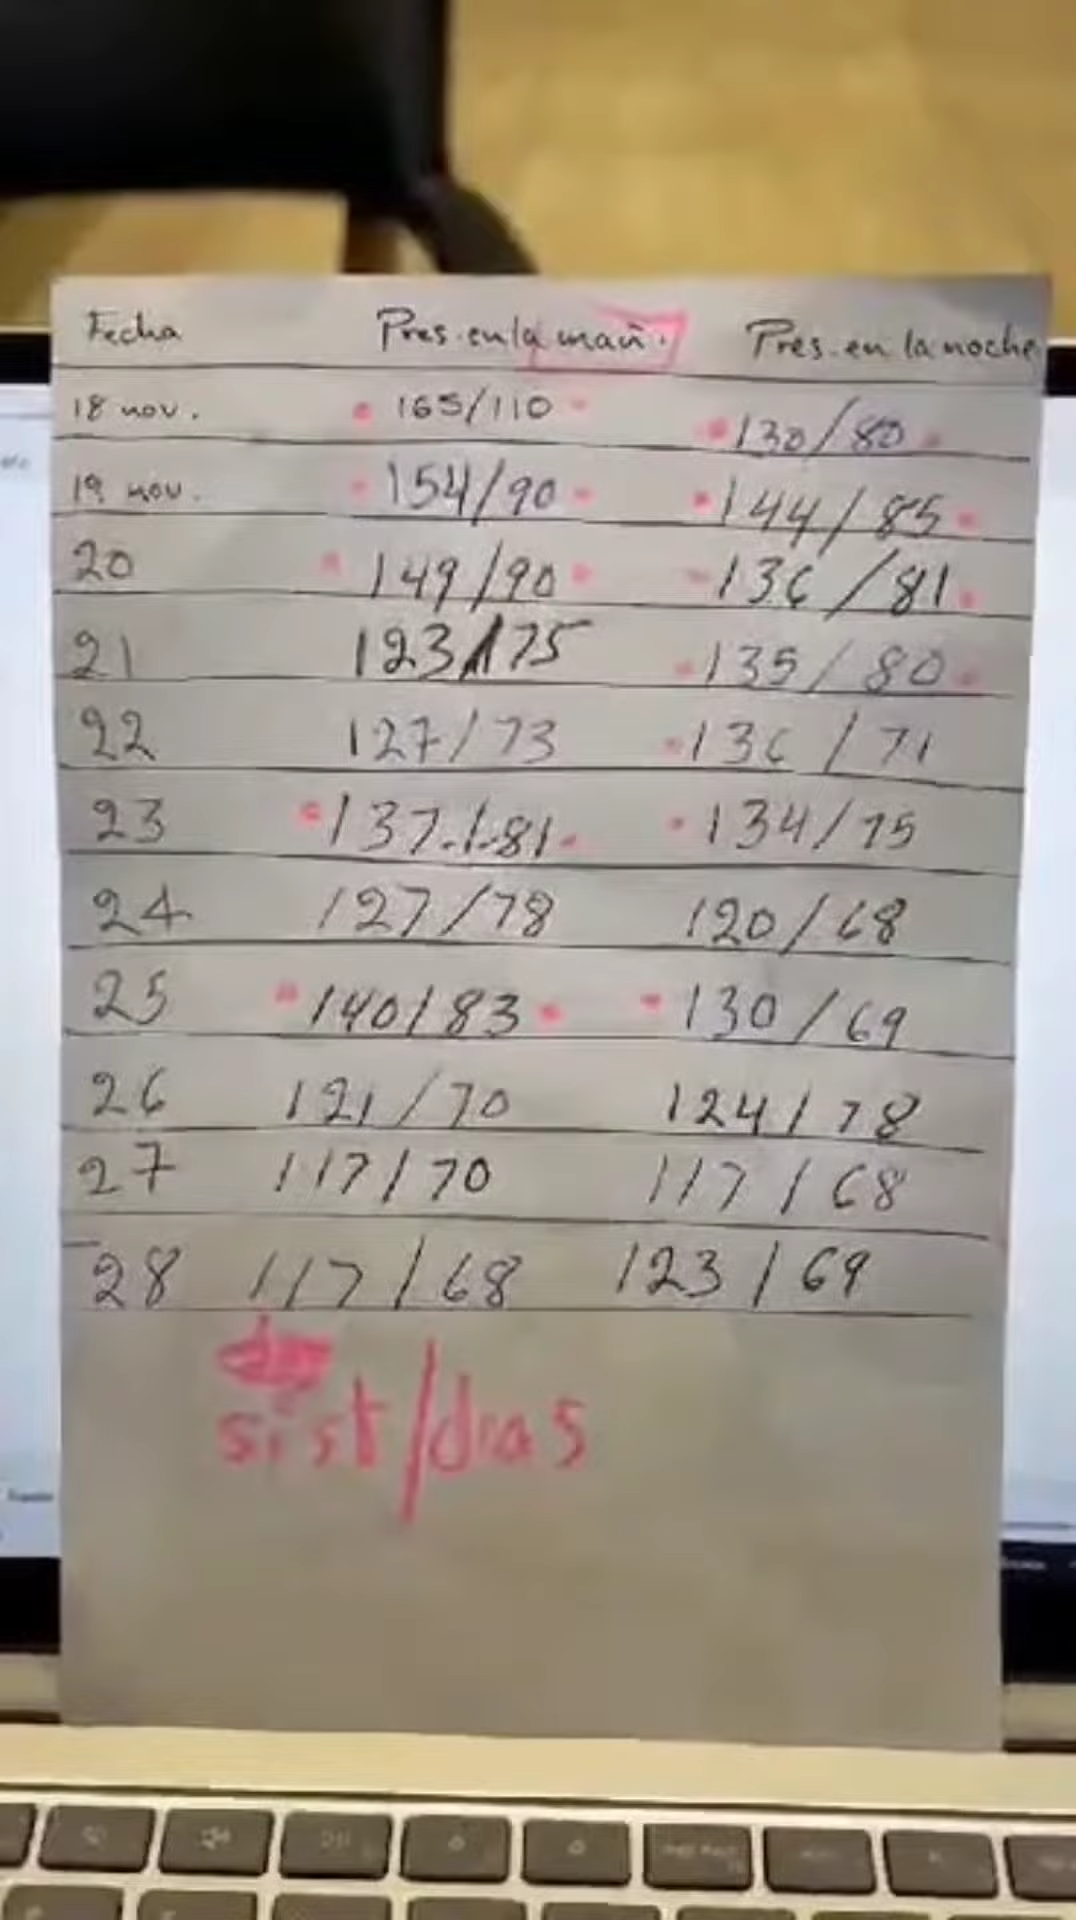 Fecha Pres. en la mañ. Pres. en la noche
18 nov. 165/110 130/80
19 nov. 154/90 144/85
20 149/90 136/81
21 123/75 135/80
22 127/73 136/71
23 137/81 134/75
24 127/78 120/68
25 140/83 130/69
26 121/70 124/78
27 117/70 117/68
28 117/68 123/69
sist/dias